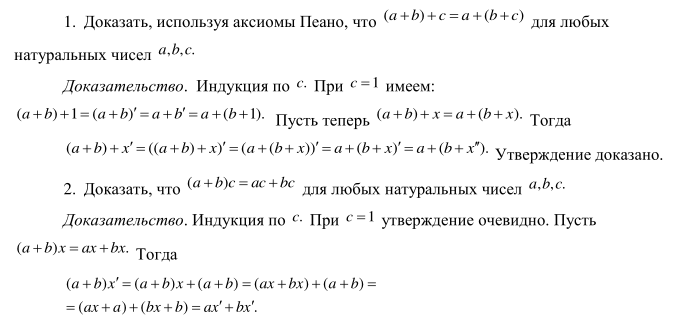 1. Доказать, используя аксиомы Пеано, что (a+b)+c=a+(b+c) для любых
натуральных чисел a,b,c.
Доказательство. Индукция по c. При c=1 имеем:
(a+b)+1=(a+b)′=a+b′=a+(b+1). Пусть теперь (a+b)+x=a+(b+x). Тогда
(a+b)+x′=((a+b)+x)′=(a+(b+x))′=a+(b+x)′=a+(b+x″). Утверждение доказано.
2. Доказать, что (a+b)c=ac+bc для любых натуральных чисел a,b,c.
Доказательство. Индукция по c. При c=1 утверждение очевидно. Пусть
(a+b)x=ax+bx. Тогда
(a+b)x′=(a+b)x+(a+b)=(ax+bx)+(a+b)=
=(ax+a)+(bx+b)=ax′+bx′.